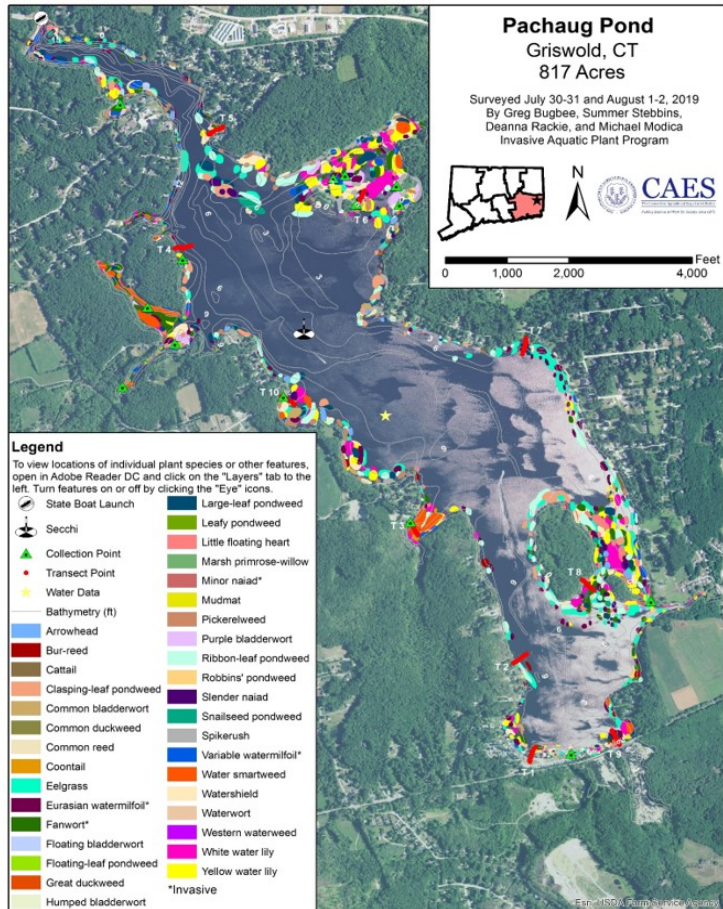 Pachaug Pond
Griswold, CT
817 Acres
Surveyed July 30-31 and August 1-2, 2019
By Greg Bugbee, Summer Stebbins,
Deanna Rackie, and Michael Modica
Invasive Aquatic Plant Program
N
CAES
Feet
0 1,000 2,000 4,000
T 5
T 6
T 4
T 7
T 10
T 3
T 8
T 2
T 1
T 9
Legend
To view locations of individual plant species or other features,
open in Adobe Reader DC and click on the "Layers" tab to the
left. Turn features on or off by clicking the "Eye" icons.
State Boat Launch
Secchi
Collection Point
Transect Point
Water Data
Bathymetry (ft)
Arrowhead
Bur-reed
Cattail
Clasping-leaf pondweed
Common bladderwort
Common duckweed
Common reed
Coontail
Eelgrass
Eurasian watermilfoil*
Fanwort*
Floating bladderwort
Floating-leaf pondweed
Great duckweed
Humped bladderwort
Large-leaf pondweed
Leafy pondweed
Little floating heart
Marsh primrose-willow
Minor naiad*
Mudmat
Pickerelweed
Purple bladderwort
Ribbon-leaf pondweed
Robbins' pondweed
Slender naiad
Snailseed pondweed
Spikerush
Variable watermilfoil*
Water smartweed
Watershield
Waterwort
Western waterweed
White water lily
Yellow water lily
*Invasive
Esri, USDA Farm Service Agency